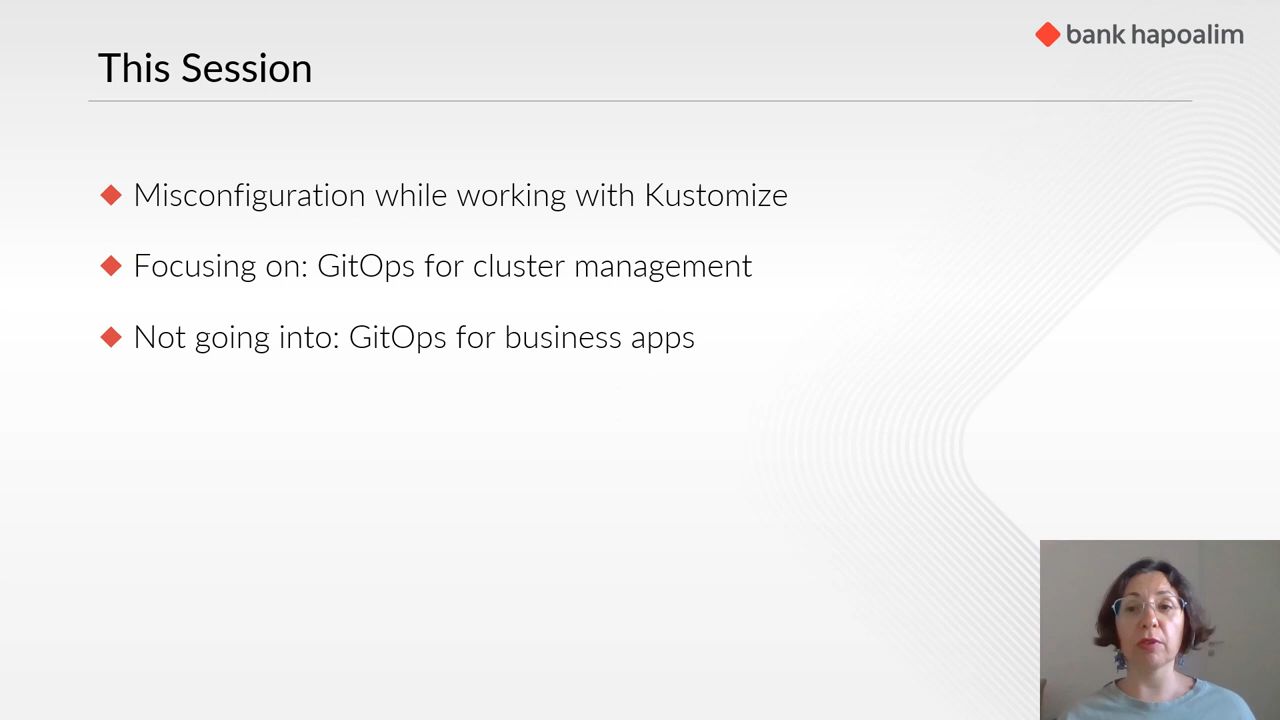 bank hapoalim
This Session
Misconfiguration while working with Kustomize
Focusing on: GitOps for cluster management
Not going into: GitOps for business apps